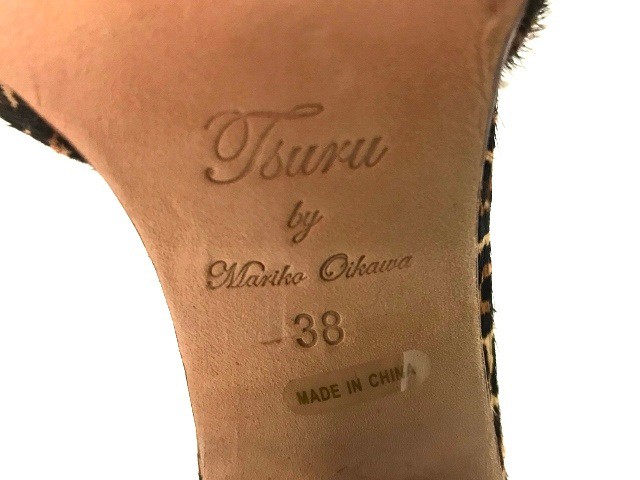 Tsuru
by
Mariko Oikawa
38
MADE IN CHINA